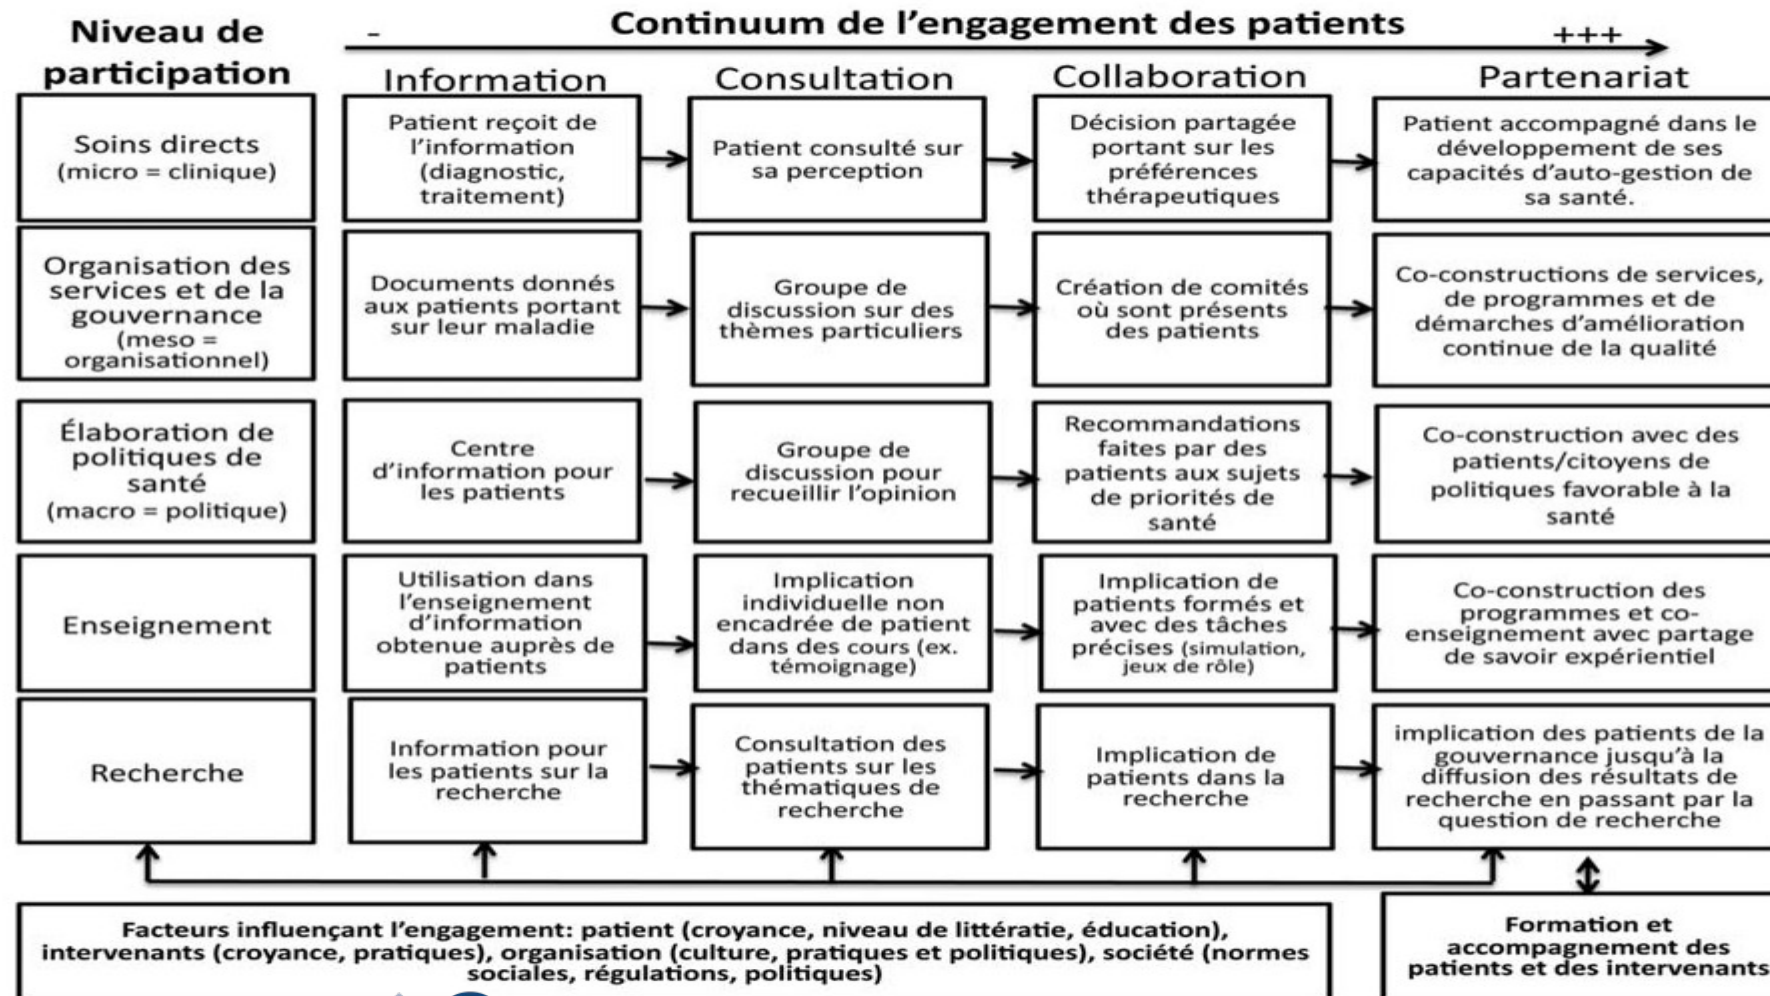 Continuum de l'engagement des patients
- +++
Niveau de
participation
Information
Consultation
Collaboration
Partenariat
Soins directs
(micro = clinique)
Patient reçoit de
l'information
(diagnostic,
traitement)
Patient consulté sur
sa perception
Décision partagée
portant sur les
préférences
thérapeutiques
Patient accompagné dans le
développement de ses
capacités d'auto-gestion de
sa santé.
Organisation des
services et de la
gouvernance
(meso =
organisationnel)
Documents donnés
aux patients portant
sur leur maladie
Groupe de
discussion sur des
thèmes particuliers
Création de comités
où sont présents
des patients
Co-constructions de services,
de programmes et de
démarches d'amélioration
continue de la qualité
Élaboration de
politiques de
santé
(macro = politique)
Centre
d'information pour
les patients
Groupe de
discussion pour
recueillir l'opinion
Recommandations
faites par des
patients aux sujets
de priorités de
santé
Co-construction avec des
patients/citoyens de
politiques favorable à la
santé
Enseignement
Utilisation dans
l'enseignement
d'information
obtenue auprès de
patients
Implication
individuelle non
encadrée de patient
dans des cours (ex.
témoignage)
Implication de
patients formés et
avec des tâches
précises (simulation,
jeux de rôle)
Co-construction des
programmes et co-
enseignement avec partage
de savoir expérientiel
Recherche
Information pour
les patients sur la
recherche
Consultation des
patients sur les
thématiques de
recherche
Implication de
patients dans la
recherche
implication des patients de la
gouvernance jusqu'à la
diffusion des résultats de
recherche en passant par la
question de recherche
Facteurs influençant l'engagement: patient (croyance, niveau de littératie, éducation),
intervenants (croyance, pratiques), organisation (culture, pratiques et politiques), société (normes
sociales, régulations, politiques)
Formation et
accompagnement des
patients et des intervenants